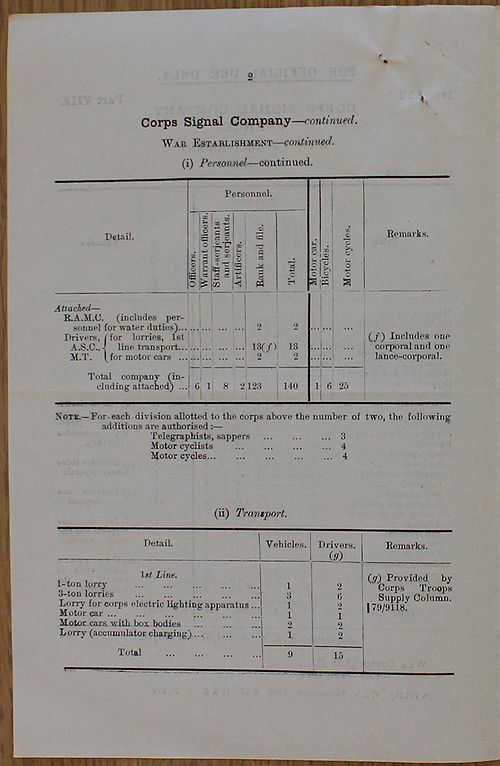 2
Corps Signal Company—continued.
WAR ESTABLISHMENT—continued.
(i) Personnel—continued.
Detail. Personnel. Motor car. Bicycles. Motor cycles. Remarks.
Officers. Warrant officers. Staff-serjeants and serjeants. Artificers. Rank and file. Total.
Attached—
R.A.M.C. (includes per-
sonnel for water duties)... ... ... ... ... 2 2 ... ... ...
Drivers, { for lorries, 1st
A.S.C., line transport... ... ... ... ... 13(f) 13 ... ... ...
M.T. { for motor cars ... ... ... ... ... 2 2 ... ... ...
(f) Includes one
corporal and one
lance-corporal.
Total company (in-
cluding attached) ... 6 1 8 2 123 140 1 6 25
NOTE.—For each division allotted to the corps above the number of two, the following
additions are authorised:—
Telegraphists, sappers ... ... ... 3
Motor cyclists ... ... ... ... 4
Motor cycles... ... ... ... ... 4
(ii) Transport.
Detail. Vehicles. Drivers. (g) Remarks.
1st Line.
1-ton lorry ... ... ... ... ... 1 2
3-ton lorries ... ... ... ... ... 3 6
Lorry for corps electric lighting apparatus ... 1 2
Motor car ... ... ... ... 1 1
Motor cars with box bodies ... ... ... 2 2
Lorry (accumulator charging)... ... ... 1 2
(g) Provided by
Corps Troops
Supply Column.
|79/9118.
Total ... ... ... ... 9 15